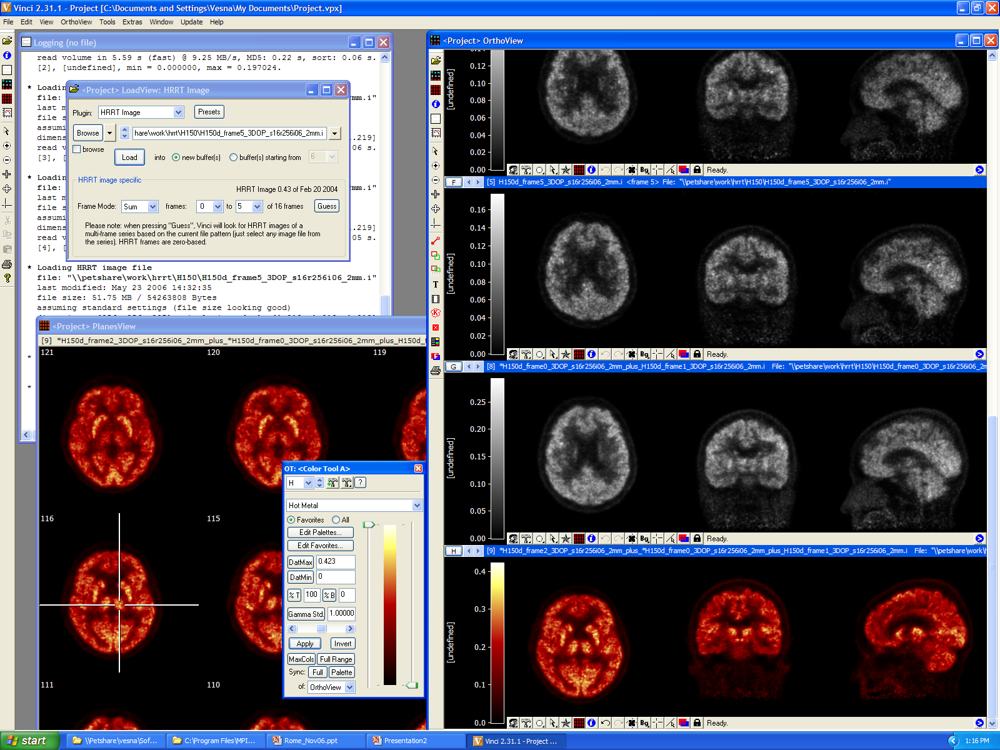 Vinci 2.31.1 - Project [C:\Documents and Settings\Vesna\My Documents\Project.vpx]
File Edit View OrthoView Tools Extras Window Update Help
Logging (no file)
read volume in 5.59 s (fast) @ 9.25 MB/s, MD5: 0.22 s, sort: 0.06 s.
[2], [undefined], min = 0.000000, max = 0.197024.
* Loadin
file:
mm.i"
last m
file s
assumi
dimens
.219]
read v
06 s.
[3], [
* Loadin
file:
mm.i"
last m
file s
assumi
dimens
.219]
read v
05 s.
[4], [
* Loading HRRT image file
file: "\\petshare\work\hrrt\H150\H150d_frame5_3DOP_s16r256i06_2mm.i"
last modified: May 23 2006 14:32:35
file size: 51.75 MB / 54263808 Bytes
assuming standard settings (file size looking good)
*
*
<Project> LoadView: HRRT Image
Plugin: HRRT Image Presets
Browse hare\work\hrrt\H150\H150d_frame5_3DOP_s16r256i06_2mm.i
browse
Load into new buffer(s) buffer(s) starting from 6
HRRT image specific
HRRT Image 0.43 of Feb 20 2004
Frame Mode: Sum frames: 0 to 5 of 16 frames Guess
Please note: when pressing "Guess", Vinci will look for HRRT images of a
multi-frame series based on the current file pattern (just select any image file from
the series). HRRT frames are zero-based.
<Project> PlanesView
[9] *H150d_frame2_3DOP_s16r256i06_2mm_plus_*H150d_frame0_3DOP_s16r256i06_2mm_plus_H150d_f
121 120 119
116 115
111 110
OT: <Color Tool A>
H ?
Hot Metal
Favorites All
Edit Palettes...
Edit Favorites...
DatMax 0.423
DatMin 0
% T 100 % B 0
Gamma Std. 1.00000
Apply Invert
MaxCols Full Range
Sync: Full Palette
of: OrthoView
<Project> OrthoView
T
K
F
[undefined]
0.14
0.12
0.10
0.08
0.06
0.04
0.02
0.00
Bg Ready.
F [5] H150d_frame5_3DOP_s16r256i06_2mm.i <frame 5> File: "\\petshare\work\hrrt\H150\H150d_frame5_3DOP_s16r256i06_2mm.i"
[undefined]
0.16
0.14
0.12
0.10
0.08
0.06
0.04
0.02
0.00
Bg Ready.
G [8] *H150d_frame0_3DOP_s16r256i06_2mm_plus_H150d_frame1_3DOP_s16r256i06_2mm.i File: "\\petshare\work\hrrt\H150\H150d_frame0_3DOP_s16r256i06_2m
[undefined]
0.25
0.20
0.15
0.10
0.05
0.00
Bg Ready.
H [9] *H150d_frame2_3DOP_s16r256i06_2mm_plus_*H150d_frame0_3DOP_s16r256i06_2mm_plus_H150d_frame1_3DOP_s16r256i06_2mm.i File: "\\petshare\work\h
[undefined]
0.4
0.3
0.2
0.1
0.0
Bg Ready.
start \\Petshare\vesna\Sof... C:\Program Files\MPI... Rome_Nov06.ppt Presentation2 Vinci 2.31.1 - Project ... 1:16 PM